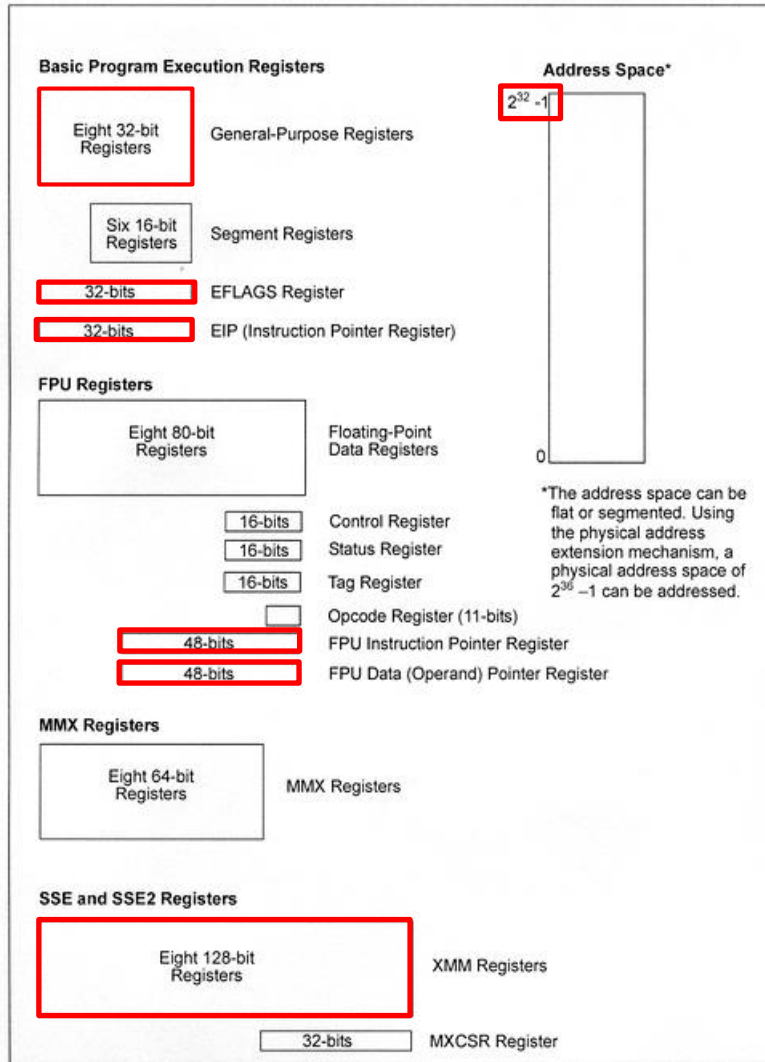 Basic Program Execution Registers
Address Space*
2^32 -1
Eight 32-bit
Registers
General-Purpose Registers
Six 16-bit
Registers
Segment Registers
32-bits
EFLAGS Register
32-bits
EIP (Instruction Pointer Register)
FPU Registers
Eight 80-bit
Registers
Floating-Point
Data Registers
0
*The address space can be
flat or segmented. Using
the physical address
extension mechanism, a
physical address space of
2^36 –1 can be addressed.
16-bits
Control Register
16-bits
Status Register
16-bits
Tag Register
Opcode Register (11-bits)
48-bits
FPU Instruction Pointer Register
48-bits
FPU Data (Operand) Pointer Register
MMX Registers
Eight 64-bit
Registers
MMX Registers
SSE and SSE2 Registers
Eight 128-bit
Registers
XMM Registers
32-bits
MXCSR Register